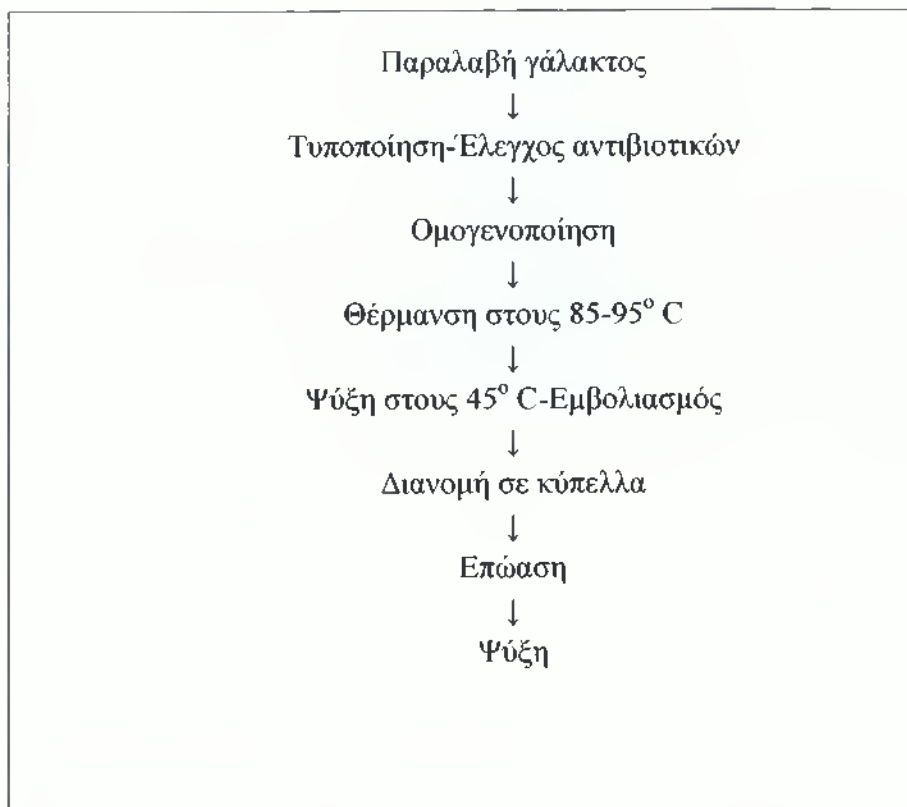 Παραλαβή γάλακτος
↓
Τυποποίηση-Έλεγχος αντιβιοτικών
↓
Ομογενοποίηση
↓
Θέρμανση στους 85-95° C
↓
Ψύξη στους 45° C-Εμβολιασμός
↓
Διανομή σε κύπελλα
↓
Επώαση
↓
Ψύξη